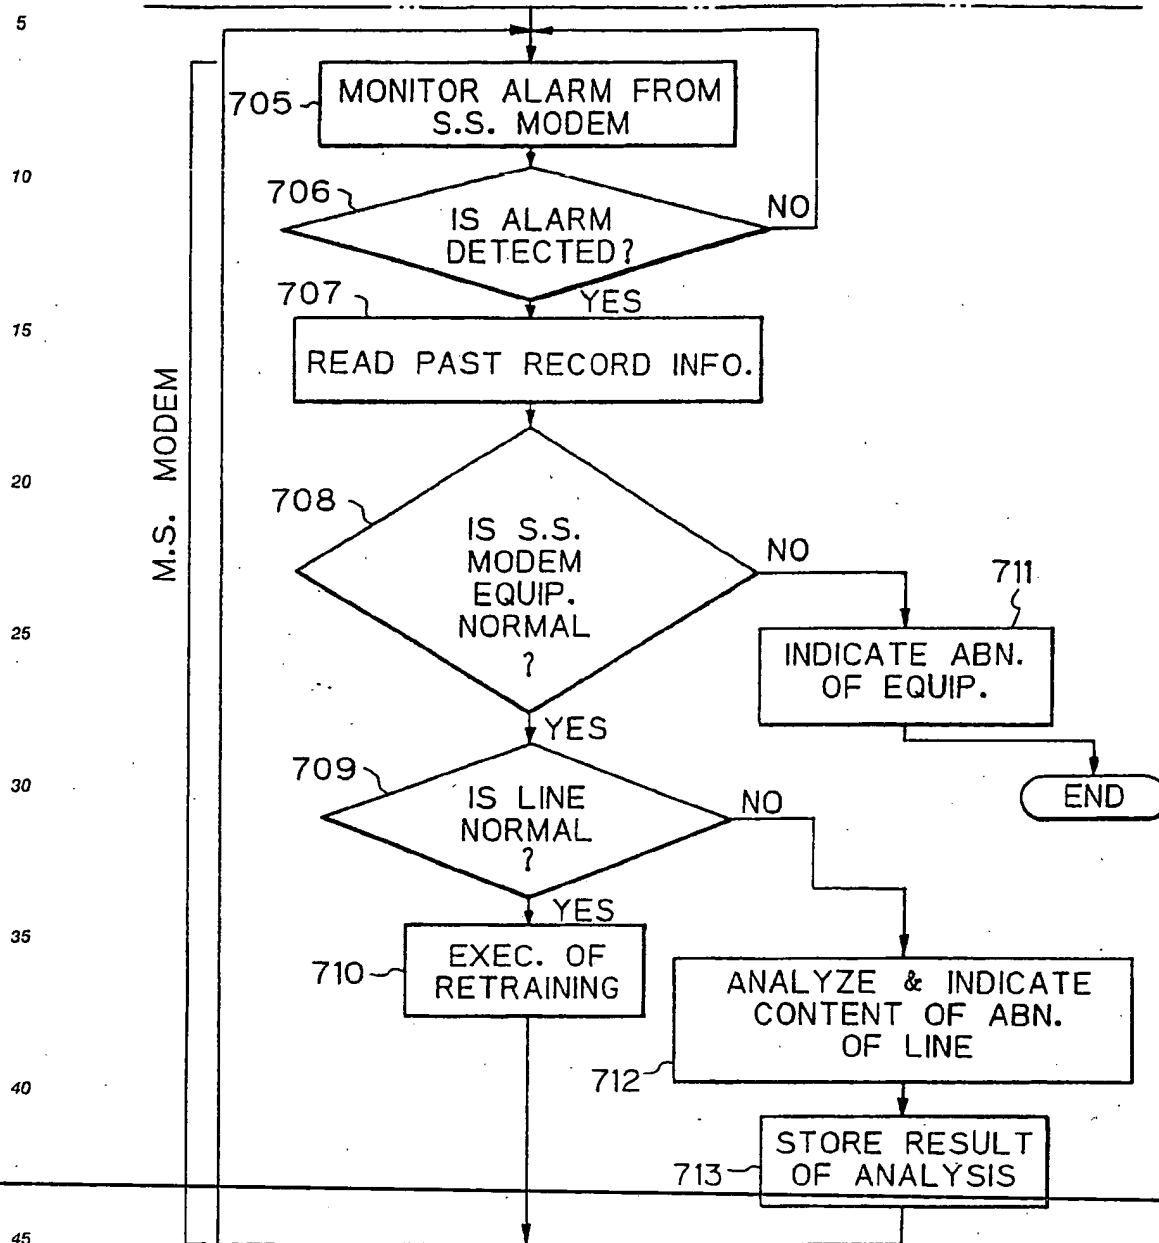 5
705
MONITOR ALARM FROM
S.S. MODEM
10
706
IS ALARM
DETECTED?
NO
707
YES
15
READ PAST RECORD INFO.
M.S. MODEM
20
708
IS S.S.
MODEM
EQUIP.
NORMAL
?
NO
711
25
INDICATE ABN.
OF EQUIP.
YES
709
30
IS LINE
NORMAL
?
NO
END
YES
35
710
EXEC. OF
RETRAINING
ANALYZE & INDICATE
CONTENT OF ABN.
OF LINE
712
40
STORE RESULT
OF ANALYSIS
713
45